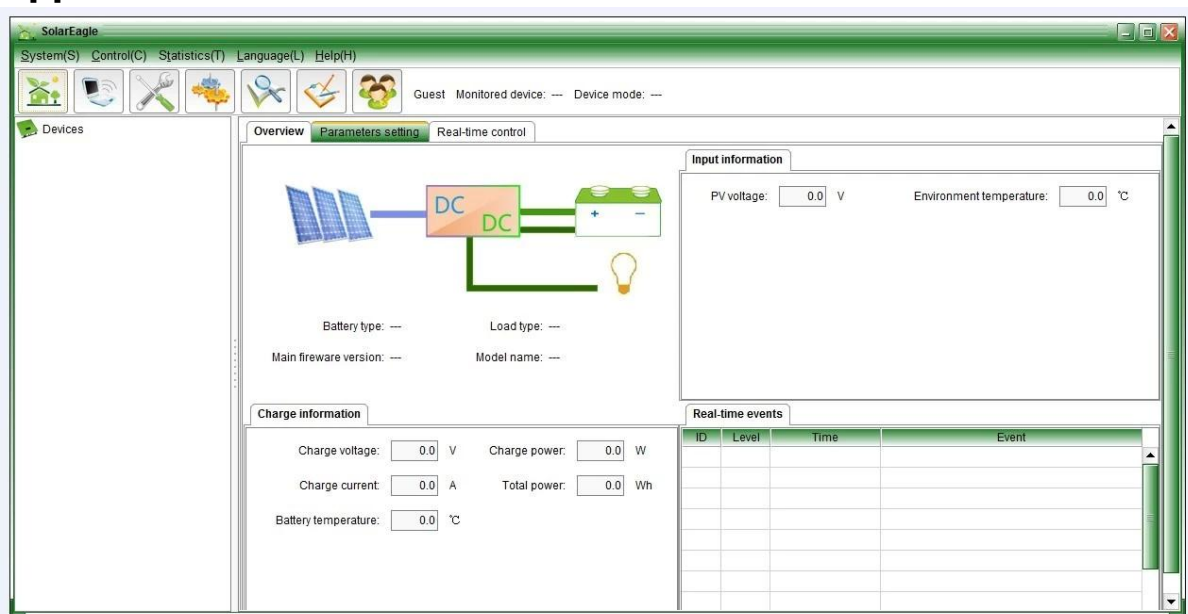 SolarEagle
System(S) Control(C) Statistics(T) Language(L) Help(H)
Guest Monitored device: --- Device mode: ---
Devices
Overview Parameters setting Real-time control
DC
DC
+ −
Battery type: --- Load type: ---
Main fireware version: --- Model name: ---
Input information
PV voltage: 0.0 V Environment temperature: 0.0 ℃
Charge information
Charge voltage: 0.0 V Charge power: 0.0 W
Charge current: 0.0 A Total power: 0.0 Wh
Battery temperature: 0.0 ℃
Real-time events
ID Level Time Event